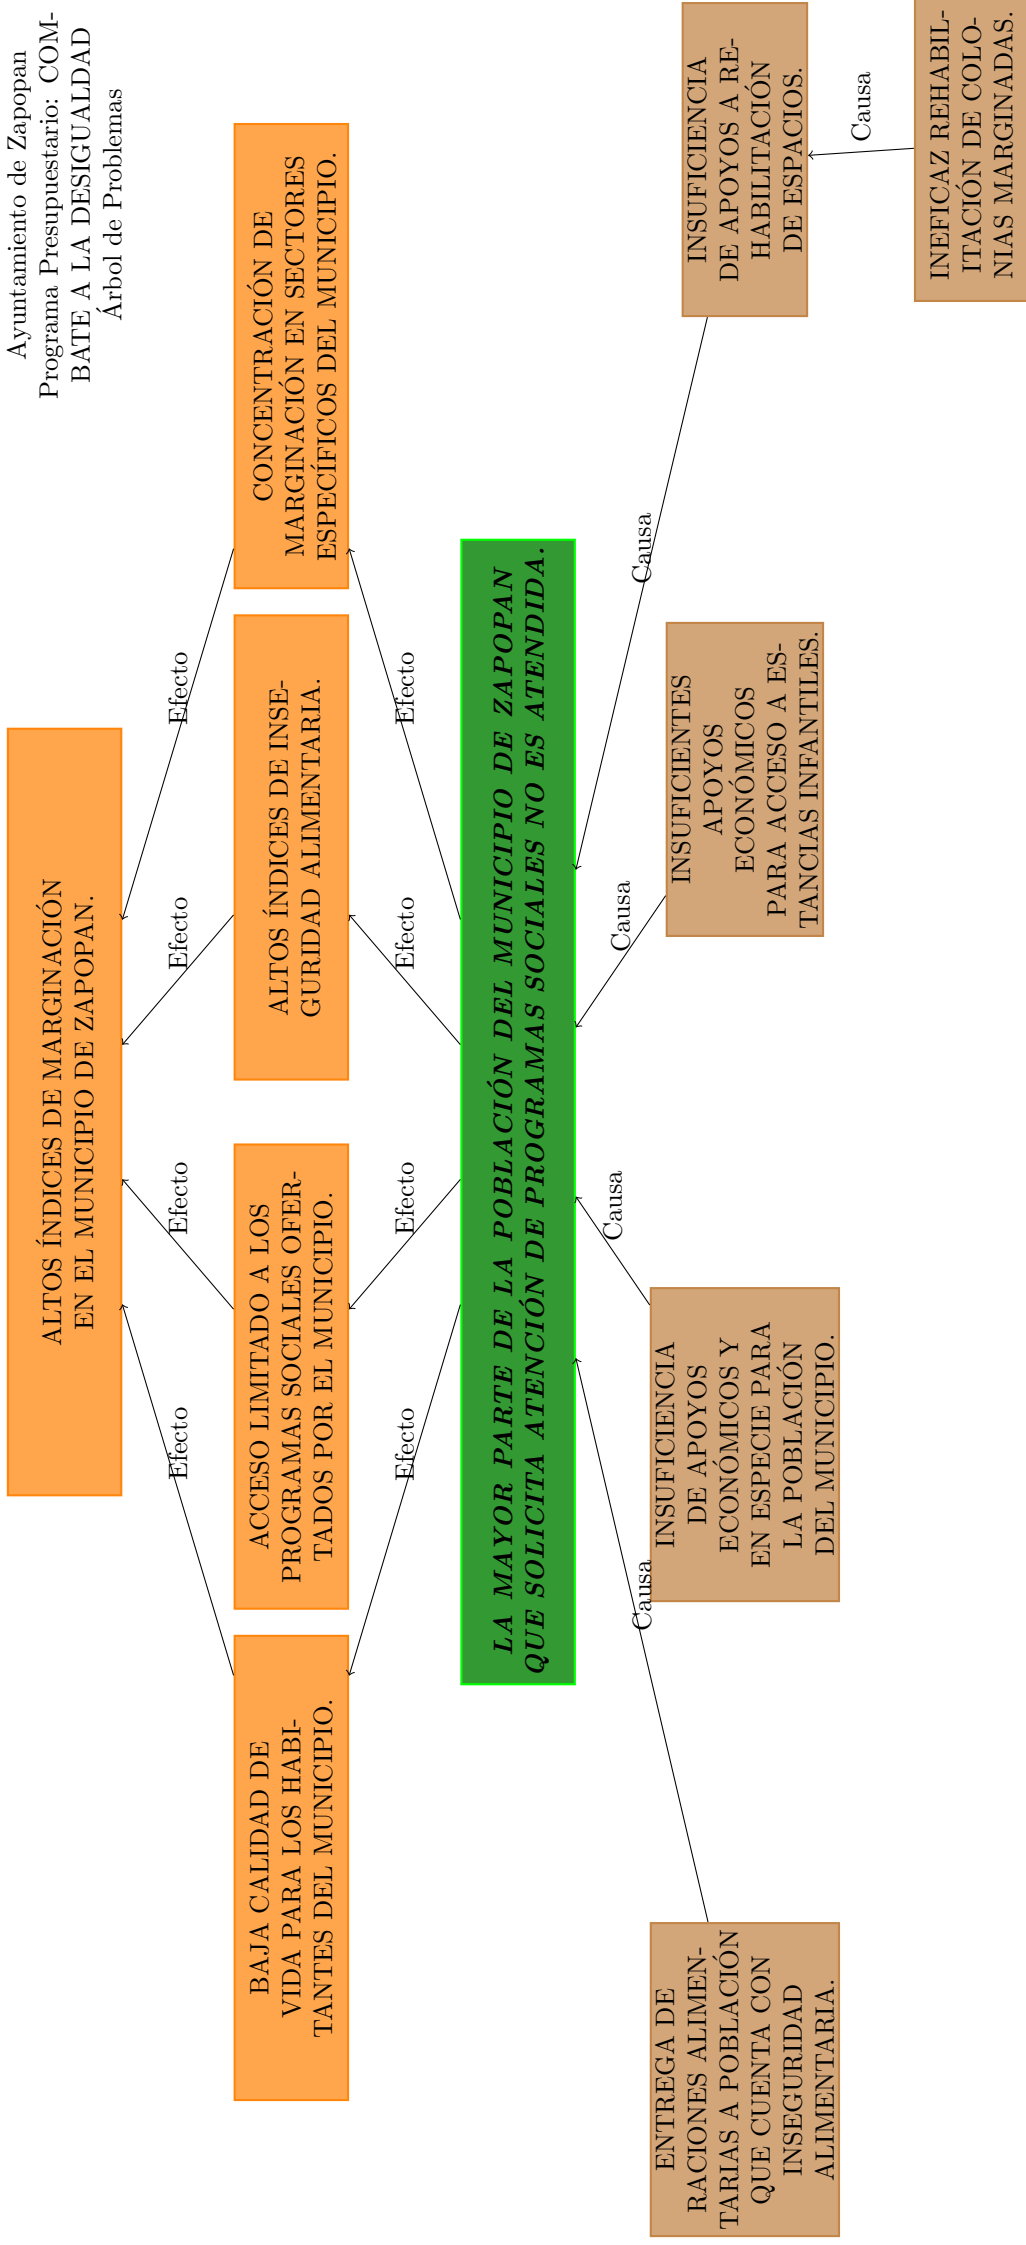 Ayuntamiento de Zapopan
Programa Presupuestario: COM-
BATE A LA DESIGUALDAD
Árbol de Problemas
ALTOS ÍNDICES DE MARGINACIÓN
EN EL MUNICIPIO DE ZAPOPAN.
Efecto
Efecto
Efecto
Efecto
BAJA CALIDAD DE
VIDA PARA LOS HABI-
TANTES DEL MUNICIPIO.
ACCESO LIMITADO A LOS
PROGRAMAS SOCIALES OFER-
TADOS POR EL MUNICIPIO.
ALTOS ÍNDICES DE INSE-
GURIDAD ALIMENTARIA.
CONCENTRACIÓN DE
MARGINACIÓN EN SECTORES
ESPECÍFICOS DEL MUNICIPIO.
Efecto
Efecto
Efecto
Efecto
LA MAYOR PARTE DE LA POBLACIÓN DEL MUNICIPIO DE ZAPOPAN
QUE SOLICITA ATENCIÓN DE PROGRAMAS SOCIALES NO ES ATENDIDA.
Causa
Causa
Causa
Causa
ENTREGA DE
RACIONES ALIMEN-
TARIAS A POBLACIÓN
QUE CUENTA CON
INSEGURIDAD
ALIMENTARIA.
INSUFICIENCIA
DE APOYOS
ECONÓMICOS Y
EN ESPECIE PARA
LA POBLACIÓN
DEL MUNICIPIO.
INSUFICIENTES
APOYOS
ECONÓMICOS
PARA ACCESO A ES-
TANCIAS INFANTILES.
INSUFICIENCIA
DE APOYOS A RE-
HABILITACIÓN
DE ESPACIOS.
Causa
INEFICAZ REHABIL-
ITACIÓN DE COLO-
NIAS MARGINADAS.